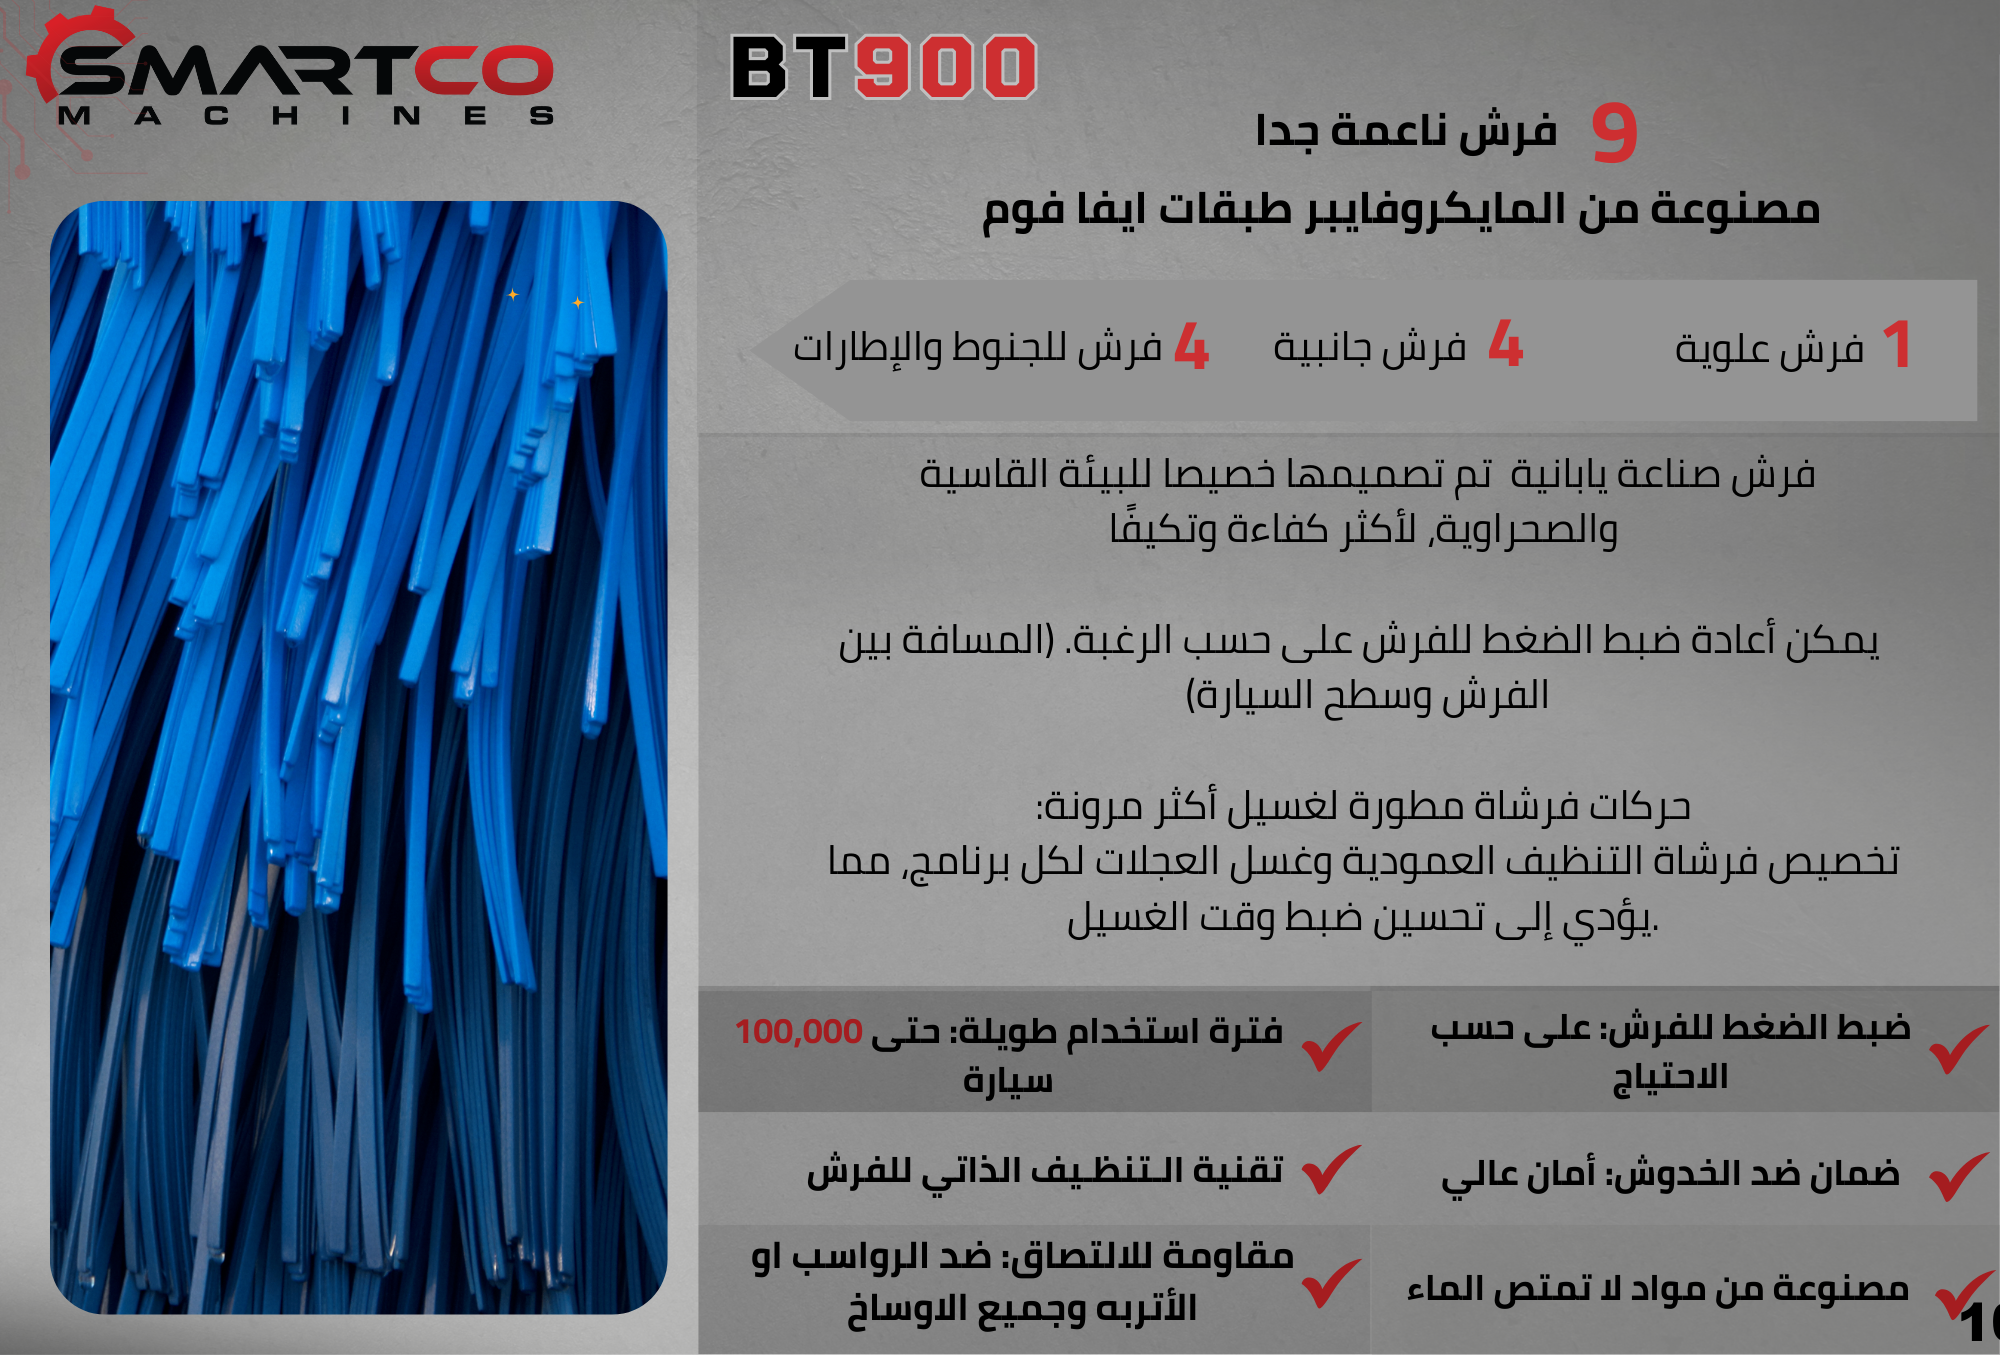 SMARTCO
MACHINES
BT900
9 فرش ناعمة جدا
مصنوعة من المايكروفايبر طبقات ايفا فوم
1 فرش علوية
4 فرش جانبية
4 فرش للجنوط والإطارات
فرش صناعة يابانية تم تصميمها خصيصا للبيئة القاسية
والصحراوية، لأكثر كفاءة وتكيفًا
يمكن أعادة ضبط الضغط للفرش على حسب الرغبة. (المسافة بين
الفرش وسطح السيارة)
حركات فرشاة مطورة لغسيل أكثر مرونة:
تخصيص فرشاة التنظيف العمودية وغسل العجلات لكل برنامج، مما
.يؤدي إلى تحسين ضبط وقت الغسيل
ضبط الضغط للفرش: على حسب
الاحتياج
فترة استخدام طويلة: حتى 100,000
سيارة
ضمان ضد الخدوش: أمان عالي
تقنية الـتنظـيف الذاتي للفرش
مصنوعة من مواد لا تمتص الماء
مقاومة للالتصاق: ضد الرواسب او
الأتربه وجميع الاوساخ